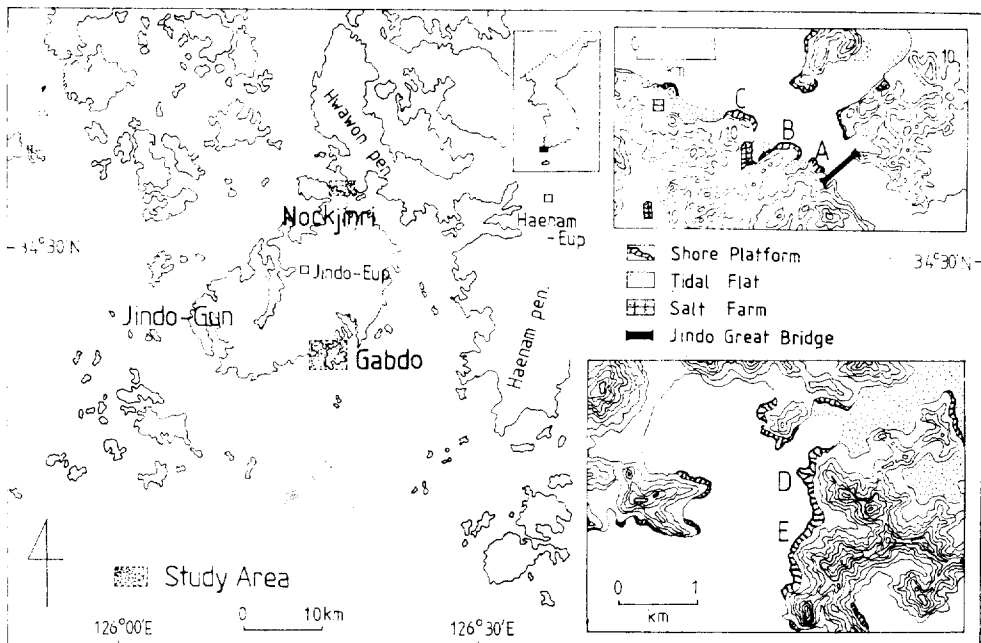 Hwawon pen.
Nockjinri
Haenam
-Eup
34°30'N
Jindo-Eup
Jindo-Gun
Gabdo
Haenam pen.
Study Area
0 10km
126°00'E
126°30'E
km
10
C
B
A
10
34°30'N
Shore Platform
Tidal Flat
Salt Farm
Jindo Great Bridge
D
E
0 1
km